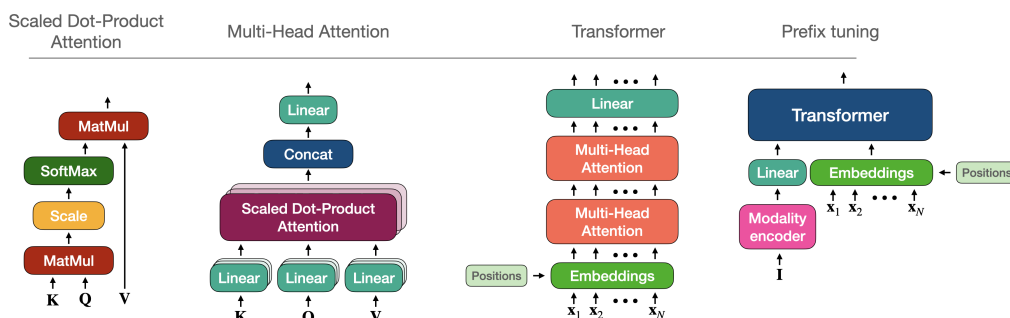 Scaled Dot-Product
Attention
Multi-Head Attention
Transformer
Prefix tuning
MatMul
SoftMax
Scale
MatMul
K Q V
Linear
Concat
Scaled Dot-Product
Attention
Linear Linear Linear
K Q V
Linear
Multi-Head
Attention
Multi-Head
Attention
Positions
Embeddings
x1 x2 ••• xN
Transformer
Linear
Embeddings
Positions
x1 x2 ••• xN
Modality
encoder
I